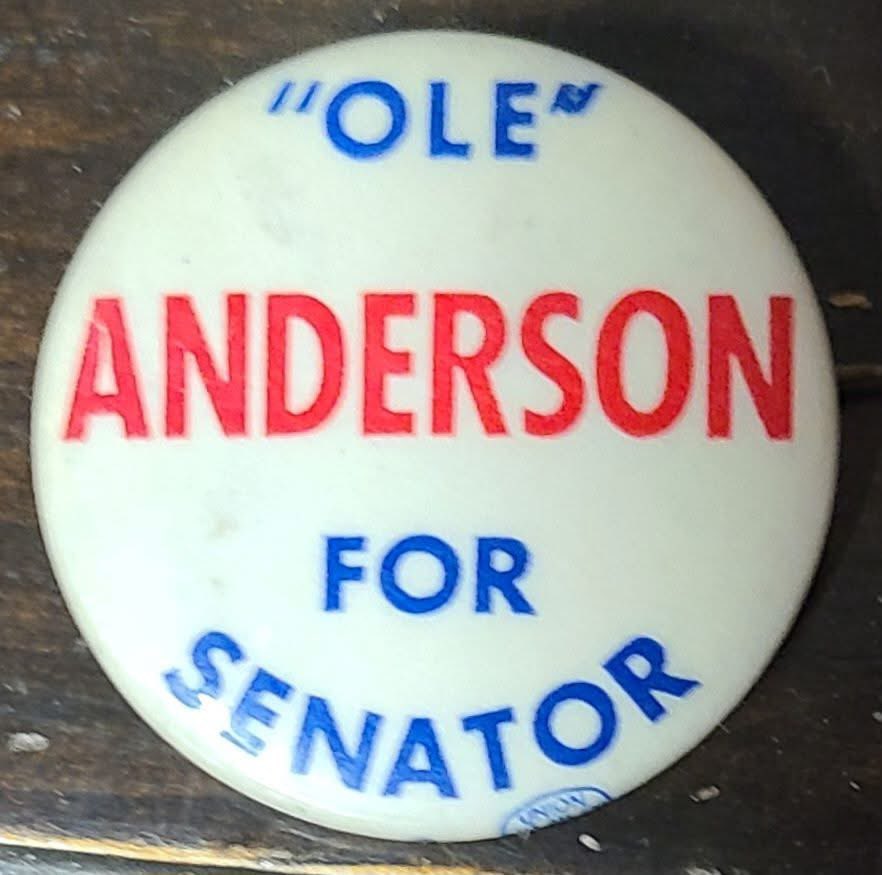 "OLE"
ANDERSON
FOR
SENATOR